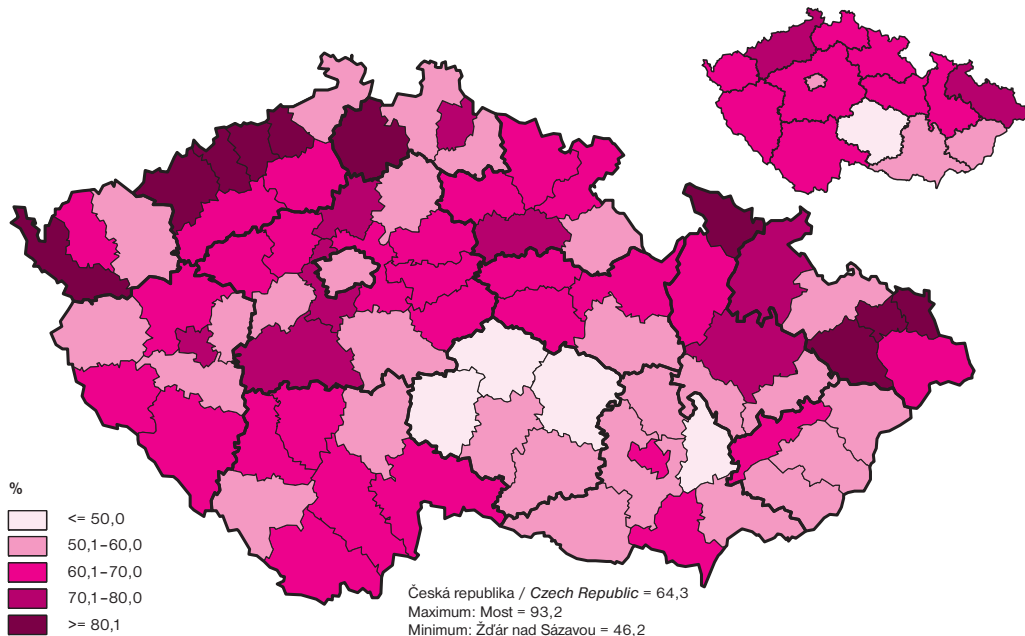 %
<= 50,0
50,1–60,0
60,1–70,0
70,1–80,0
>= 80,1
Česká republika / Czech Republic = 64,3
Maximum: Most = 93,2
Minimum: Žďár nad Sázavou = 46,2